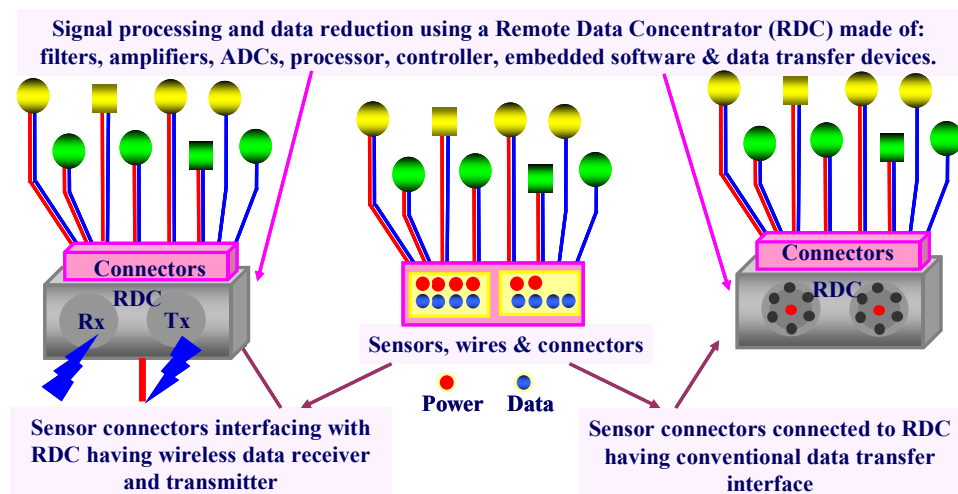 Signal processing and data reduction using a Remote Data Concentrator (RDC) made of:
filters, amplifiers, ADCs, processor, controller, embedded software & data transfer devices.
Connectors
RDC
Rx
Tx
Sensors, wires & connectors
Power
Data
Connectors
RDC
Sensor connectors interfacing with
RDC having wireless data receiver
and transmitter
Sensor connectors connected to RDC
having conventional data transfer
interface